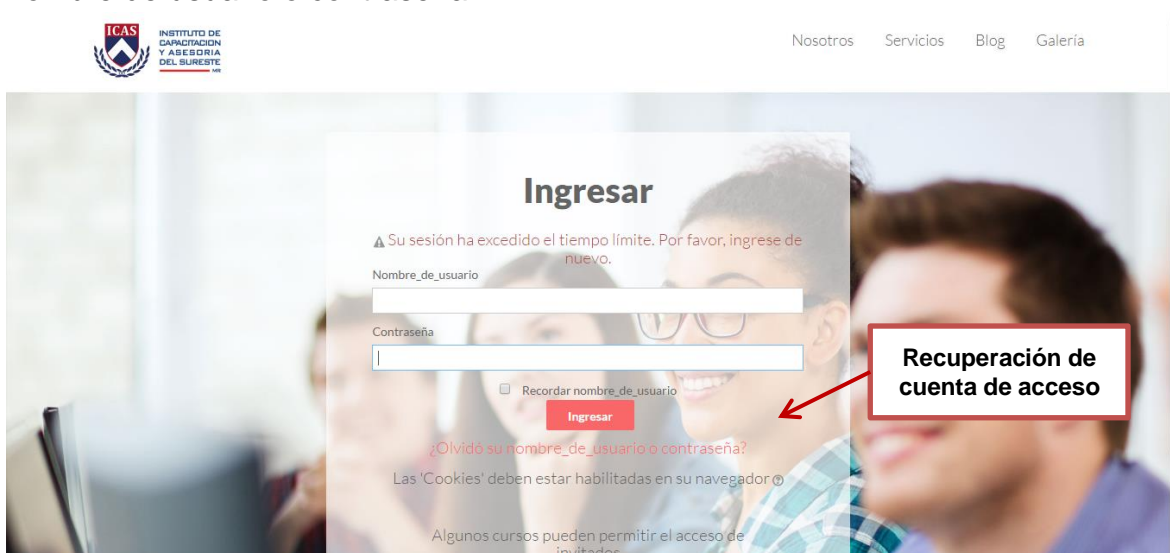 ICAS
INSTITUTO DE
CAPACITACION
Y ASESORIA
DEL SURESTE
MR
Nosotros Servicios Blog Galería
Ingresar
Su sesión ha excedido el tiempo límite. Por favor, ingrese de
nuevo.
Nombre_de_usuario
Contraseña
Recuperación de
cuenta de acceso
Recordar nombre_de_usuario
Ingresar
¿Olvidó su nombre_de_usuario o contraseña?
Las 'Cookies' deben estar habilitadas en su navegador
Algunos cursos pueden permitir el acceso de
invitados